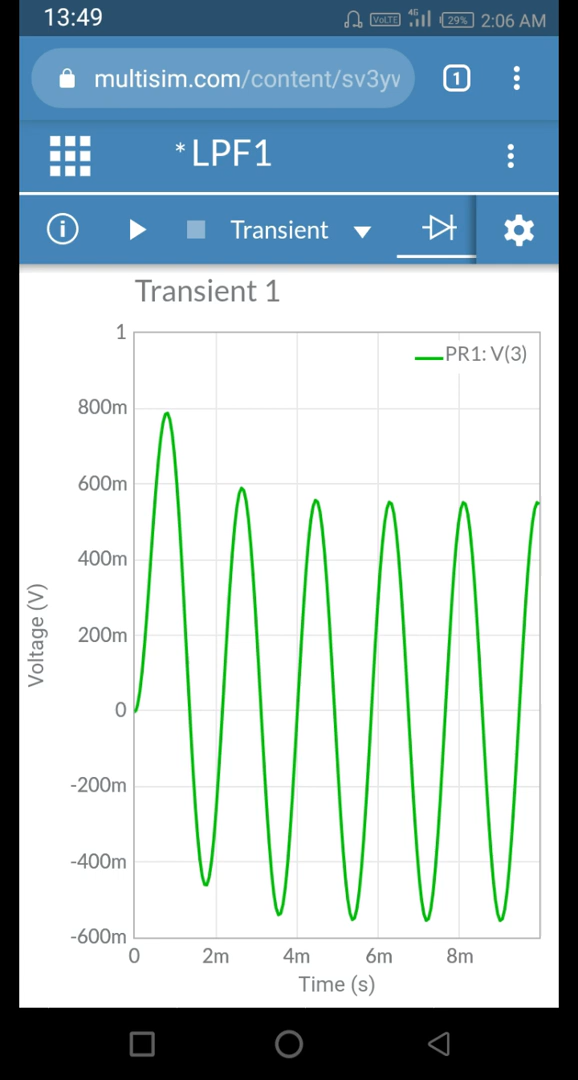 13:49 VoLTE 4G 29% 2:06 AM
multisim.com/content/sv3yv 1
* LPF1
i Transient
Transient 1
PR1: V(3)
1
800m
600m
400m
200m
0
-200m
-400m
-600m
Voltage (V)
0 2m 4m 6m 8m
Time (s)